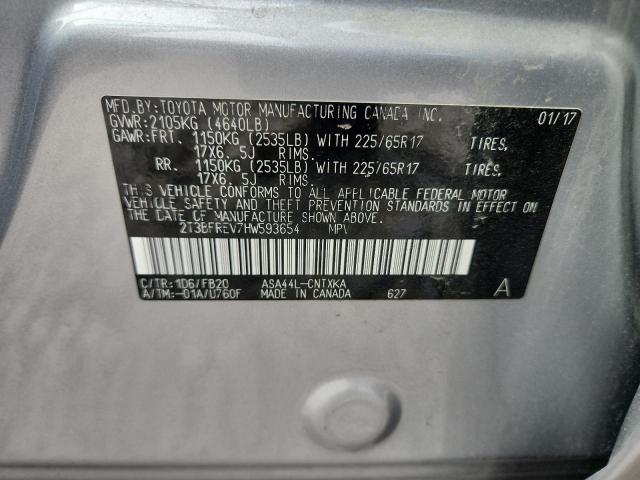 MFD.BY:TOYOTA MOTOR MANUFACTURING CANADA INC. 01/17
GVWR:2105KG (4640LB)
GAWR:FRT. 1150KG (2535LB) WITH 225/65R17 TIRES,
17X6.5J RIMS.
RR. 1150KG (2535LB) WITH 225/65R17 TIRES,
17X6.5J RIMS.
THIS VEHICLE CONFORMS TO ALL APPLICABLE FEDERAL MOTOR
VEHICLE SAFETY AND THEFT PREVENTION STANDARDS IN EFFECT ON
THE DATE OF MANUFACTURE SHOWN ABOVE.
2T3BFREV7HW593654 MPV
C/TR:1D6/FB20 ASA44L-CNTXKA A
A/TM:-01A/U760F MADE IN CANADA 627